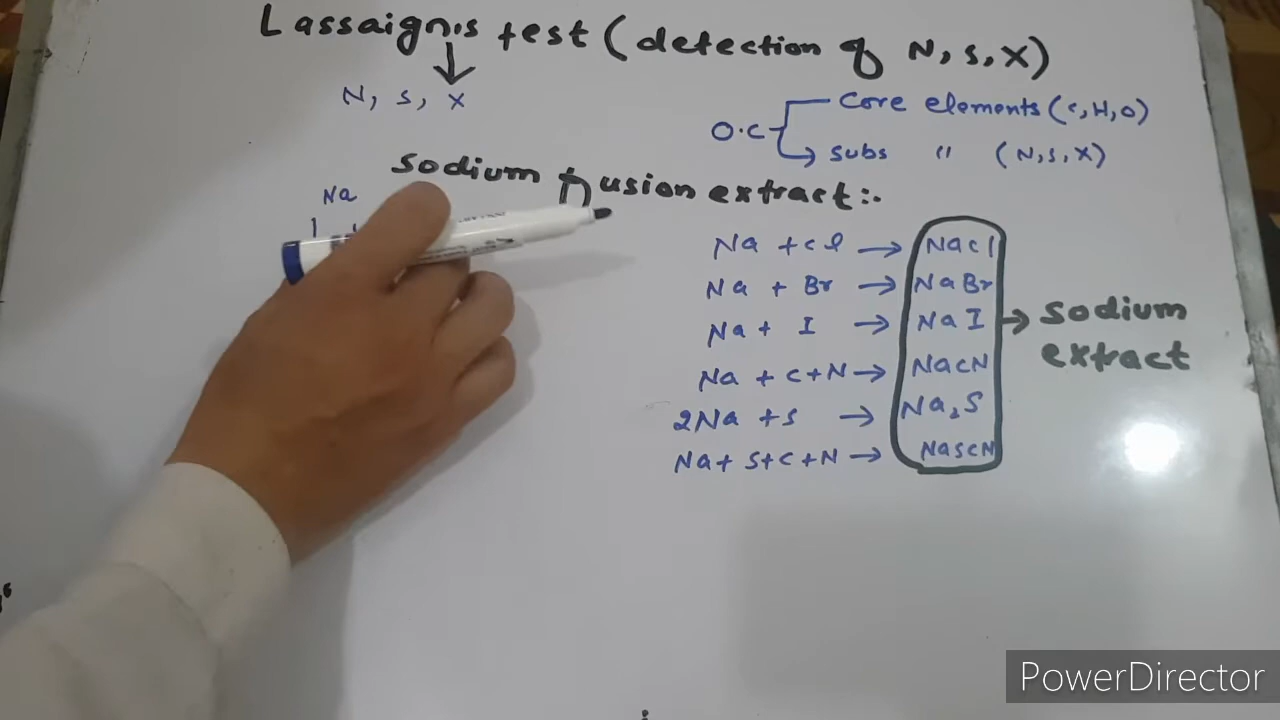 Lassaignis test (detection of N, S, X)
N, S, X
O.C
Core elements (C, H, O)
subs " (N, S, X)
Sodium fusion extract:-
Na
Na + Cl → NaCl
Na + Br → NaBr
Na + I → NaI
Na + C + N → NaCN
2Na + S → Na2S
Na + S + C + N → NaSCN
→ Sodium
extract
PowerDirector